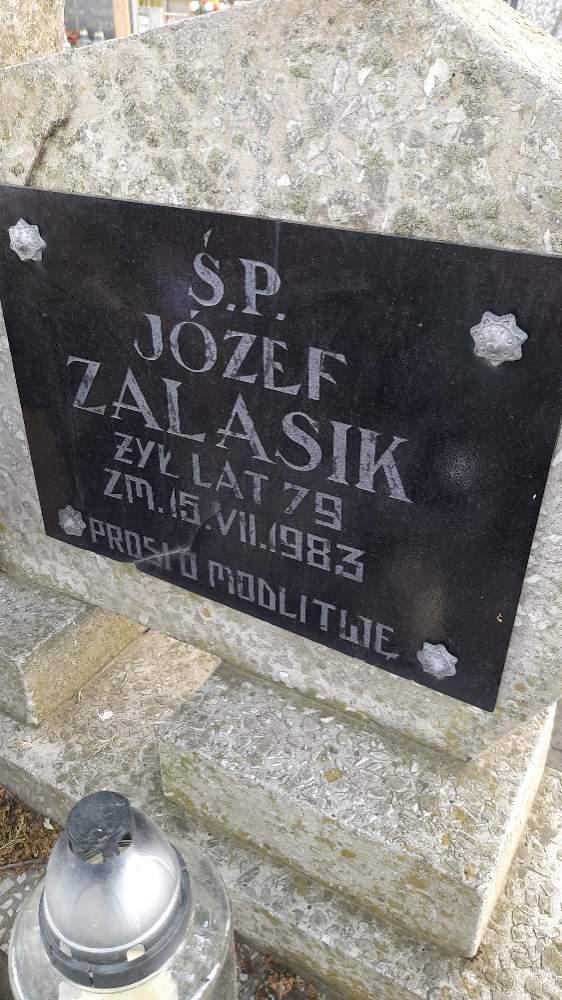 Ś.P.
JÓZEF
ZALASIK
ŻYŁ LAT 79
ZM. 15.VII.1983
PROSI O MODLITWĘ